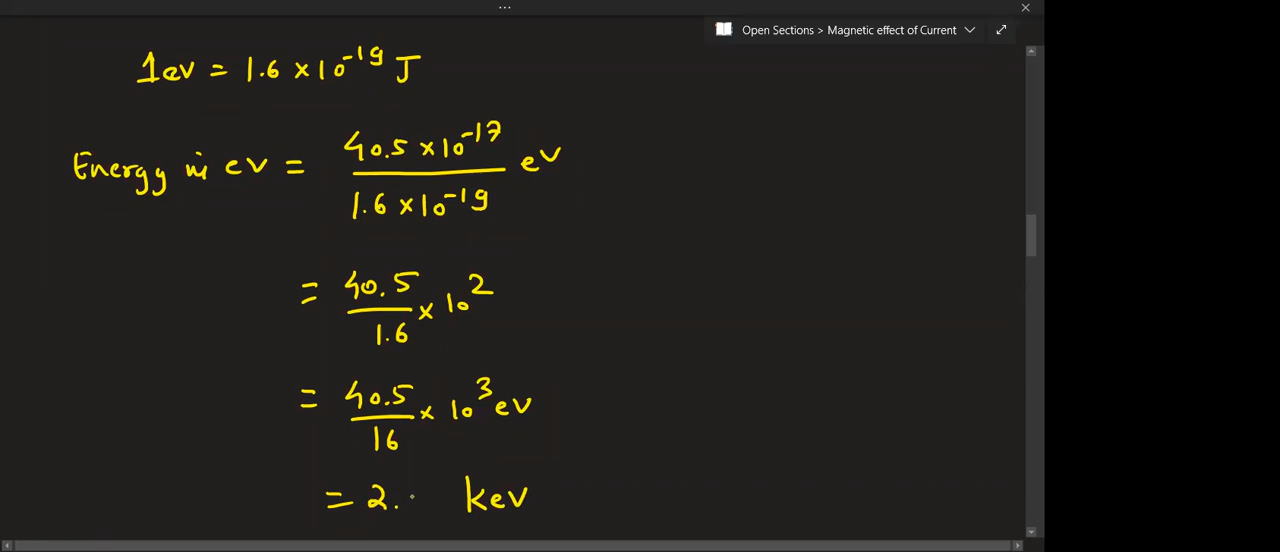 ...
Open Sections > Magnetic effect of Current
1ev = 1.6 × 10⁻¹⁹ J
Energy in ev = 40.5 × 10⁻¹⁷ / 1.6 × 10⁻¹⁹ ev
= 40.5 / 1.6 × 10²
= 40.5 / 16 × 10³ ev
= 2. kev